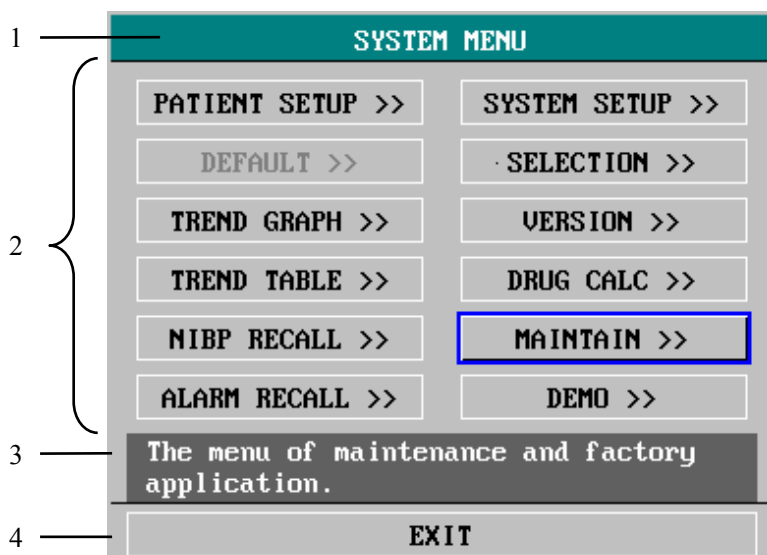 1
SYSTEM MENU
2
PATIENT SETUP >> SYSTEM SETUP >>
DEFAULT >> SELECTION >>
TREND GRAPH >> VERSION >>
TREND TABLE >> DRUG CALC >>
NIBP RECALL >> MAINTAIN >>
ALARM RECALL >> DEMO >>
3
The menu of maintenance and factory
application.
4
EXIT